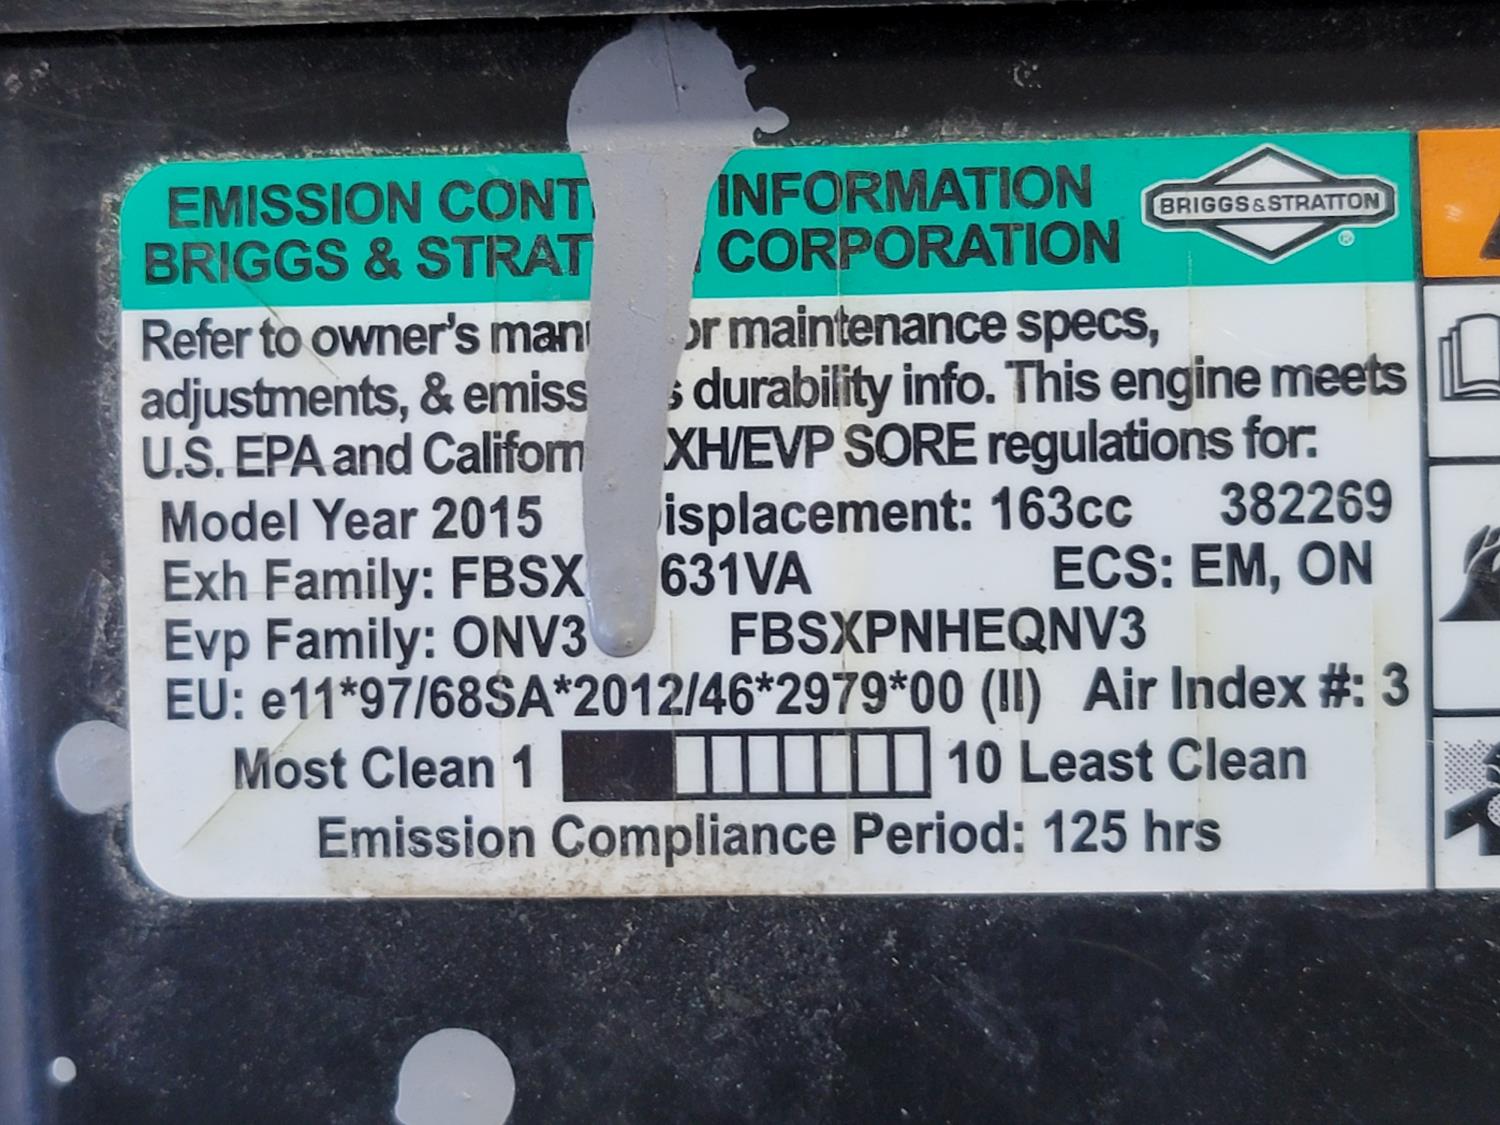 EMISSION CONT INFORMATION
BRIGGS & STRAT CORPORATION
BRIGGS & STRATTON
®
Refer to owner's man or maintenance specs,
adjustments, & emiss s durability info. This engine meets
U.S. EPA and Californ XH/EVP SORE regulations for:
Model Year 2015 isplacement: 163cc 382269
Exh Family: FBSX 631VA ECS: EM, ON
Evp Family: ONV3 FBSXPNHEQNV3
EU: e11*97/68SA*2012/46*2979*00 (II) Air Index #: 3
Most Clean 1 10 Least Clean
Emission Compliance Period: 125 hrs